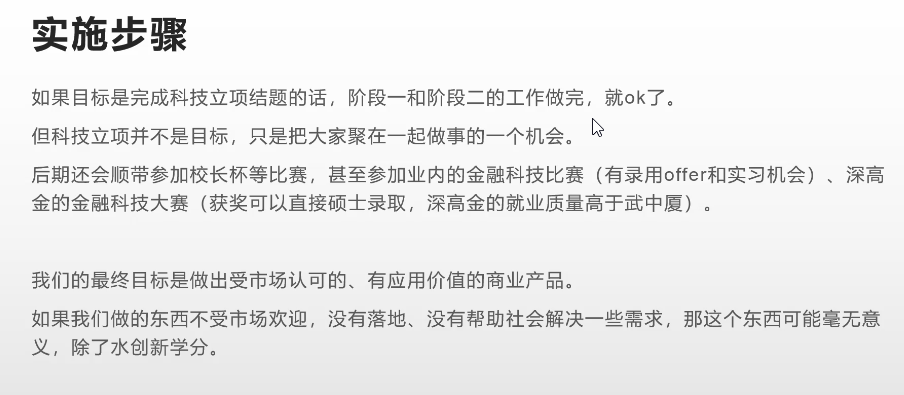 实施步骤
如果目标是完成科技立项结题的话，阶段一和阶段二的工作做完，就ok了。
但科技立项并不是目标，只是把大家聚在一起做事的一个机会。
后期还会顺带参加校长杯等比赛，甚至参加业内的金融科技比赛（有录用offer和实习机会）、深高
金的金融科技大赛（获奖可以直接硕士录取，深高金的就业质量高于武中厦）。
我们的最终目标是做出受市场认可的、有应用价值的商业产品。
如果我们做的东西不受市场欢迎，没有落地、没有帮助社会解决一些需求，那这个东西可能毫无意
义，除了水创新学分。